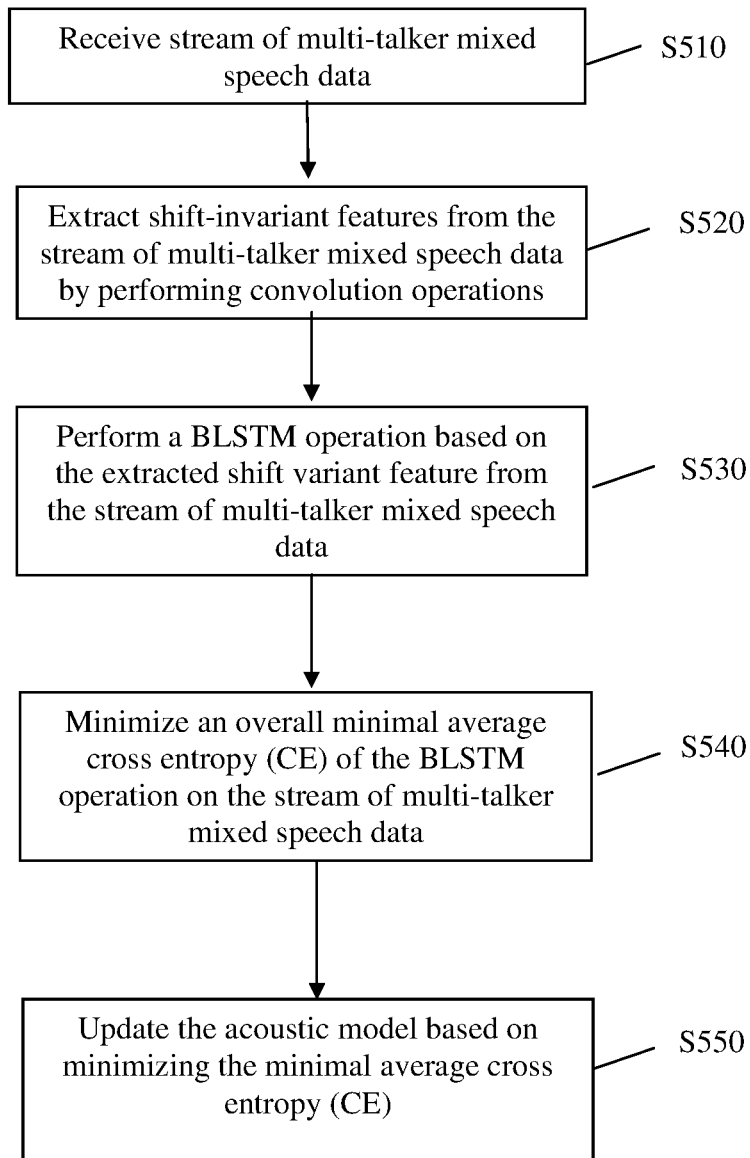 Receive stream of multi-talker mixed
speech data
S510
Extract shift-invariant features from the
stream of multi-talker mixed speech data
by performing convolution operations
S520
Perform a BLSTM operation based on
the extracted shift variant feature from
the stream of multi-talker mixed speech
data
S530
Minimize an overall minimal average
cross entropy (CE) of the BLSTM
operation on the stream of multi-talker
mixed speech data
S540
Update the acoustic model based on
minimizing the minimal average cross
entropy (CE)
S550